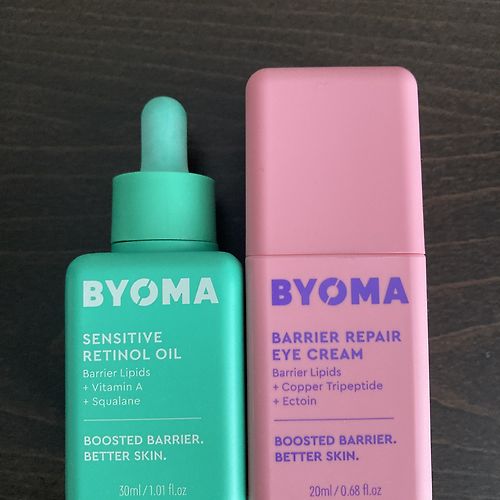 BYOMA
SENSITIVE
RETINOL OIL
Barrier Lipids
+ Vitamin A
+ Squalane
BOOSTED BARRIER.
BETTER SKIN.
30ml / 1.01 fl.oz
BYOMA
BARRIER REPAIR
EYE CREAM
Barrier Lipids
+ Copper Tripeptide
+ Ectoin
BOOSTED BARRIER.
BETTER SKIN.
20ml / 0.68 fl.oz